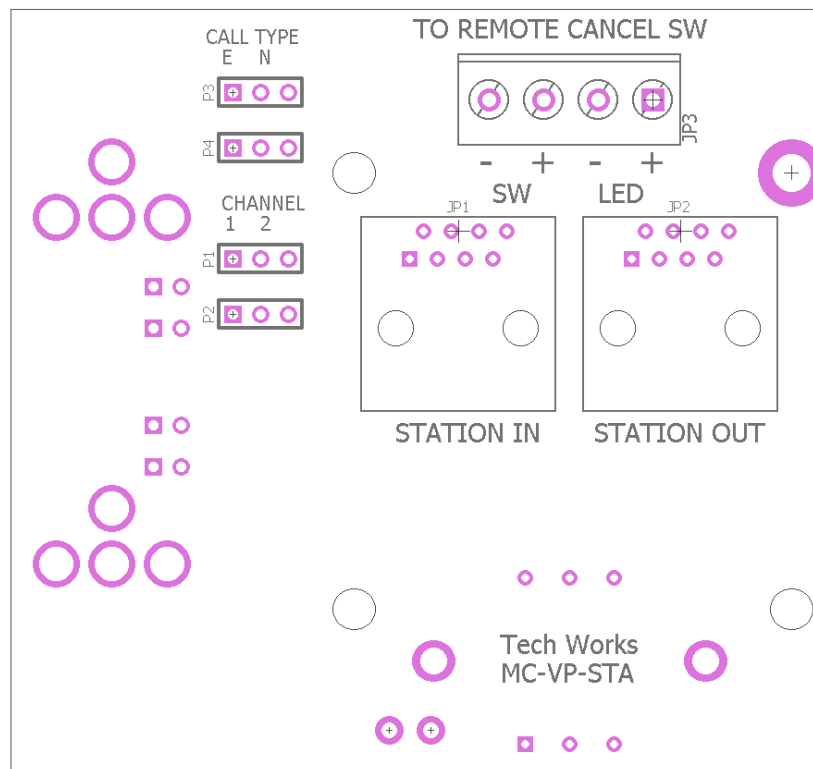 CALL TYPE
E N
P3
P4
CHANNEL
1 2
P1
P2
TO REMOTE CANCEL SW
JP3
- + - +
SW LED
JP1
JP2
STATION IN
STATION OUT
Tech Works
MC-VP-STA